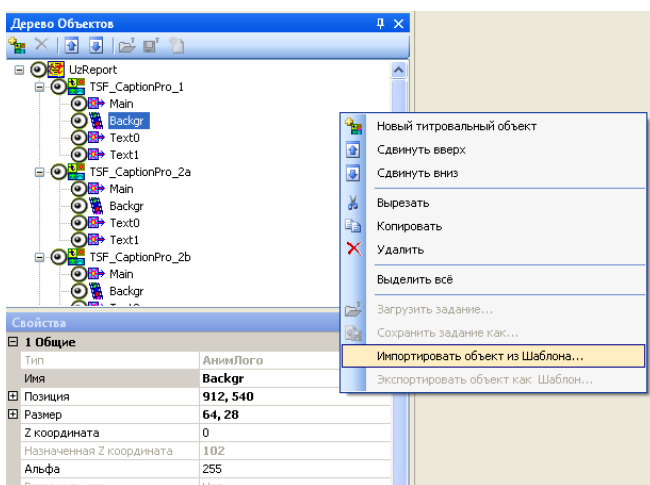 Дерево Объектов
UzReport
TSF_CaptionPro_1
Main
Backgr
Text0
Text1
TSF_CaptionPro_2a
Main
Backgr
Text0
Text1
TSF_CaptionPro_2b
Main
Backgr
Новый титровальный объект
Сдвинуть вверх
Сдвинуть вниз
Вырезать
Копировать
Удалить
Выделить всё
Загрузить задание...
Сохранить задание как...
Импортировать объект из Шаблона...
Экспортировать объект как Шаблон...
Свойства
1 Общие
Тип АнимЛого
Имя Backgr
Позиция 912, 540
Размер 64, 28
Z координата 0
Назначенная Z координата 102
Альфа 255